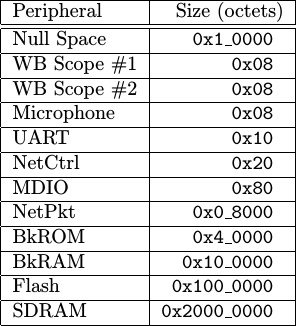 Peripheral Size (octets)
Null Space 0x1_0000
WB Scope #1 0x08
WB Scope #2 0x08
Microphone 0x08
UART 0x10
NetCtrl 0x20
MDIO 0x80
NetPkt 0x0_8000
BkROM 0x4_0000
BkRAM 0x10_0000
Flash 0x100_0000
SDRAM 0x2000_0000